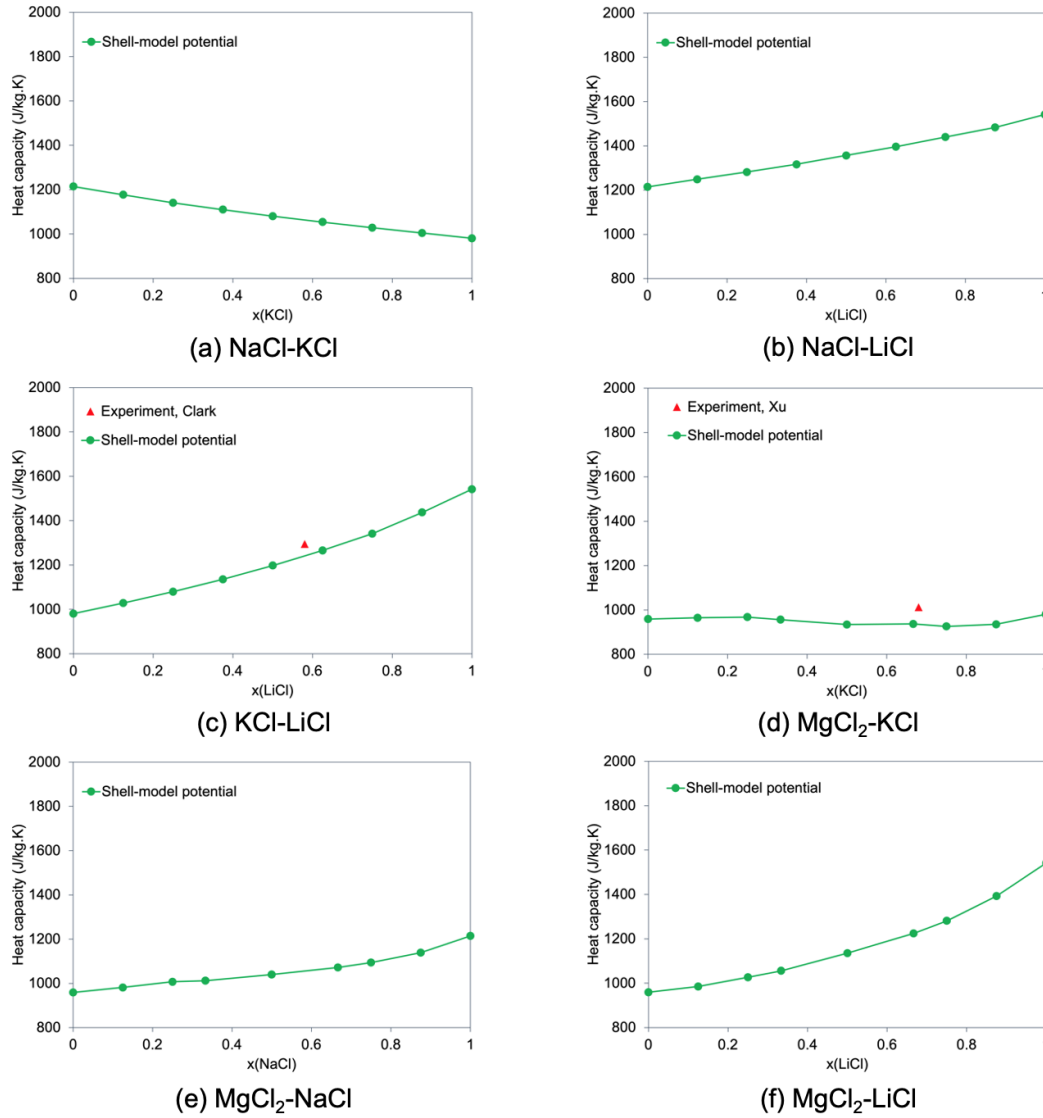 2000
1800
1600
1400
1200
1000
800
Heat capacity (J/kg.K)
Shell-model potential
0 0.2 0.4 0.6 0.8 1
x(KCl)
(a) NaCl-KCl
2000
1800
1600
1400
1200
1000
800
Heat capacity (J/kg.K)
Shell-model potential
0 0.2 0.4 0.6 0.8
x(LiCl)
(b) NaCl-LiCl
2000
1800
1600
1400
1200
1000
800
Heat capacity (J/kg.K)
Experiment, Clark
Shell-model potential
0 0.2 0.4 0.6 0.8 1
x(LiCl)
(c) KCl-LiCl
2000
1800
1600
1400
1200
1000
800
Heat capacity (J/kg.K)
Experiment, Xu
Shell-model potential
0 0.2 0.4 0.6 0.8
x(KCl)
(d) MgCl₂-KCl
2000
1800
1600
1400
1200
1000
800
Heat capacity (J/kg.K)
Shell-model potential
0 0.2 0.4 0.6 0.8 1
x(NaCl)
(e) MgCl₂-NaCl
2000
1800
1600
1400
1200
1000
800
Heat capacity (J/kg.K)
Shell-model potential
0 0.2 0.4 0.6 0.8
x(LiCl)
(f) MgCl₂-LiCl